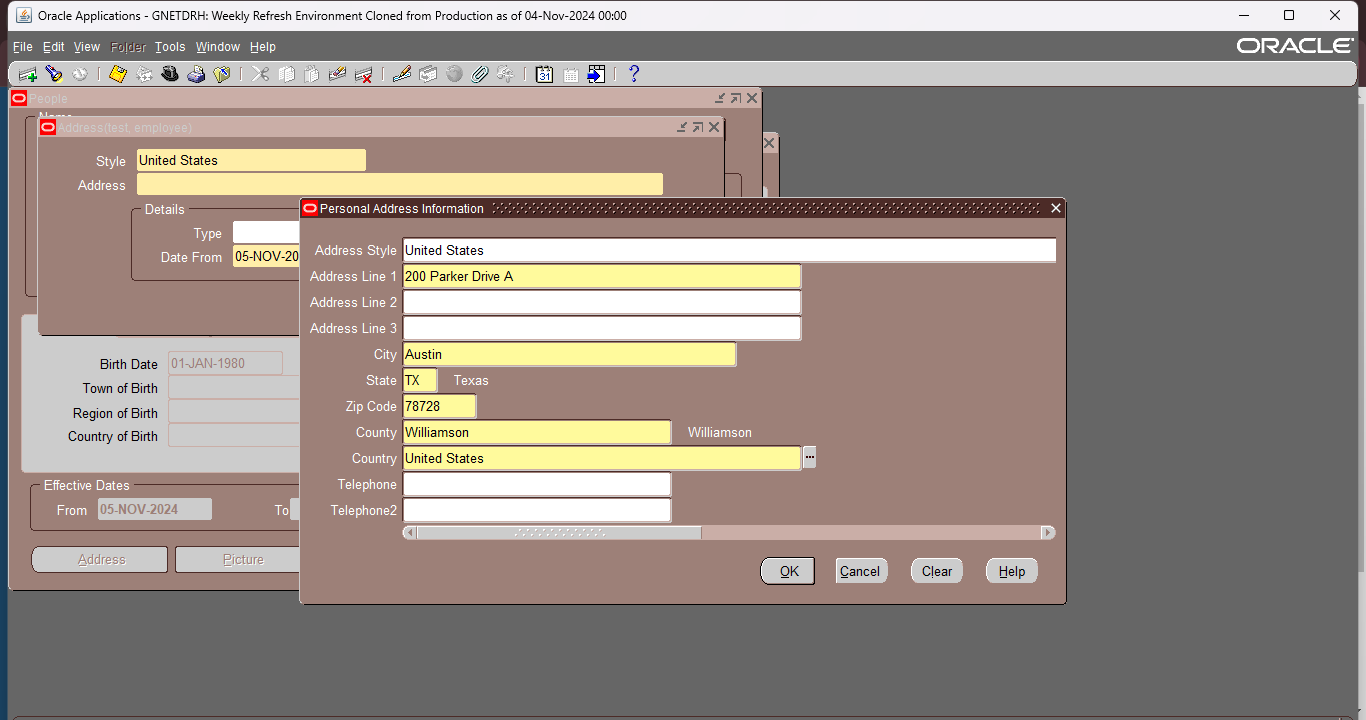 Oracle Applications - GNETDRH: Weekly Refresh Environment Cloned from Production as of 04-Nov-2024 00:00
File Edit View Folder Tools Window Help
ORACLE
People
Name
Address(test, employee)
Style United States
Address
Details
Type
Date From 05-NOV-20
Personal Address Information
Address Style United States
Address Line 1 200 Parker Drive A
Address Line 2
Address Line 3
City Austin
State TX Texas
Zip Code 78728
County Williamson Williamson
Country United States ...
Telephone
Telephone2
OK Cancel Clear Help
Birth Date 01-JAN-1980
Town of Birth
Region of Birth
Country of Birth
Effective Dates
From 05-NOV-2024 To
Address Picture